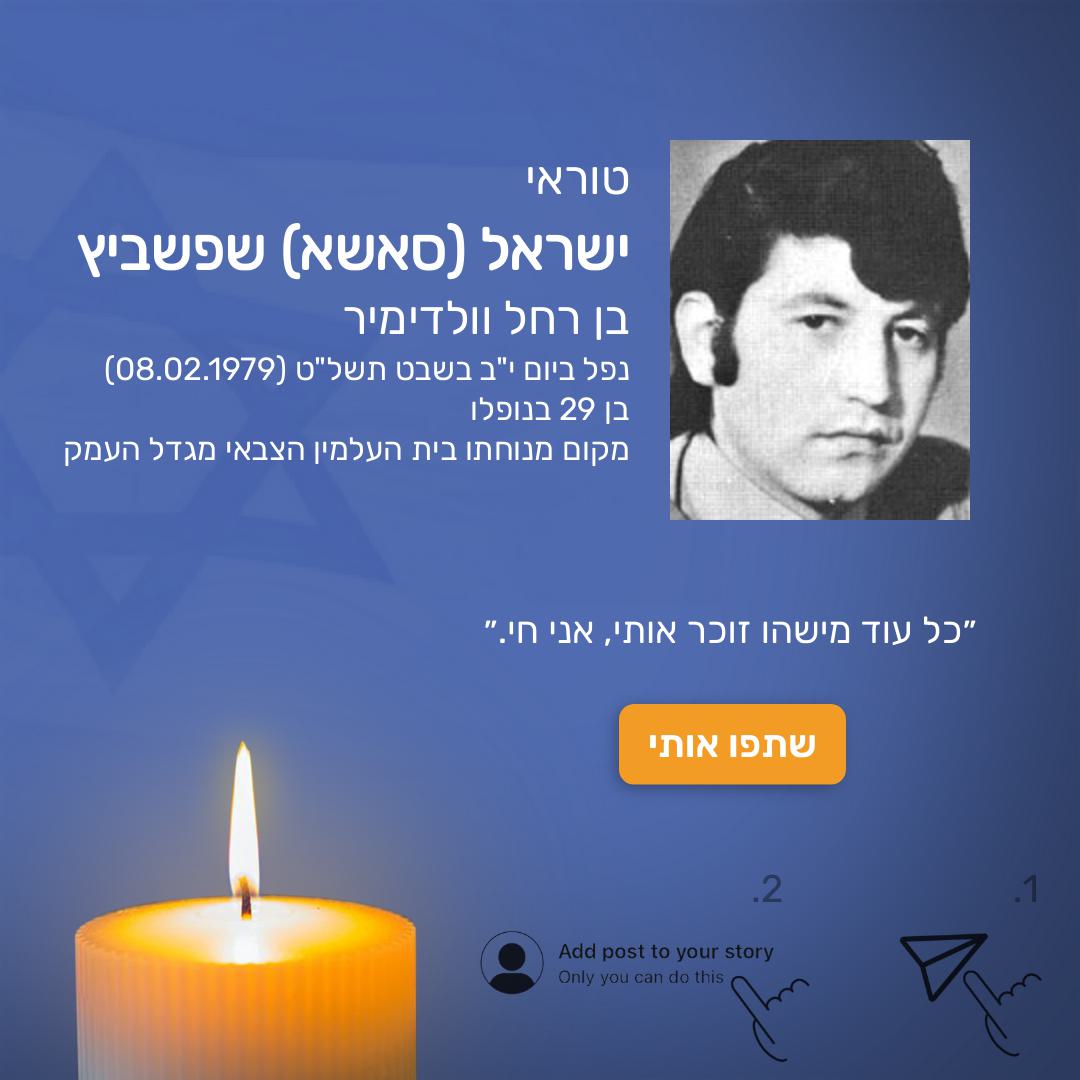 טוראי
ישראל (סאשא) שפשביץ
בן רחל וולדימיר
נפל ביום י"ב בשבט תשל"ט (08.02.1979)
בן 29 בנופלו
מקום מנוחתו בית העלמין הצבאי מגדל העמק
״כל עוד מישהו זוכר אותי, אני חי.״
שתפו אותי
.1
.2
Add post to your story
Only you can do this